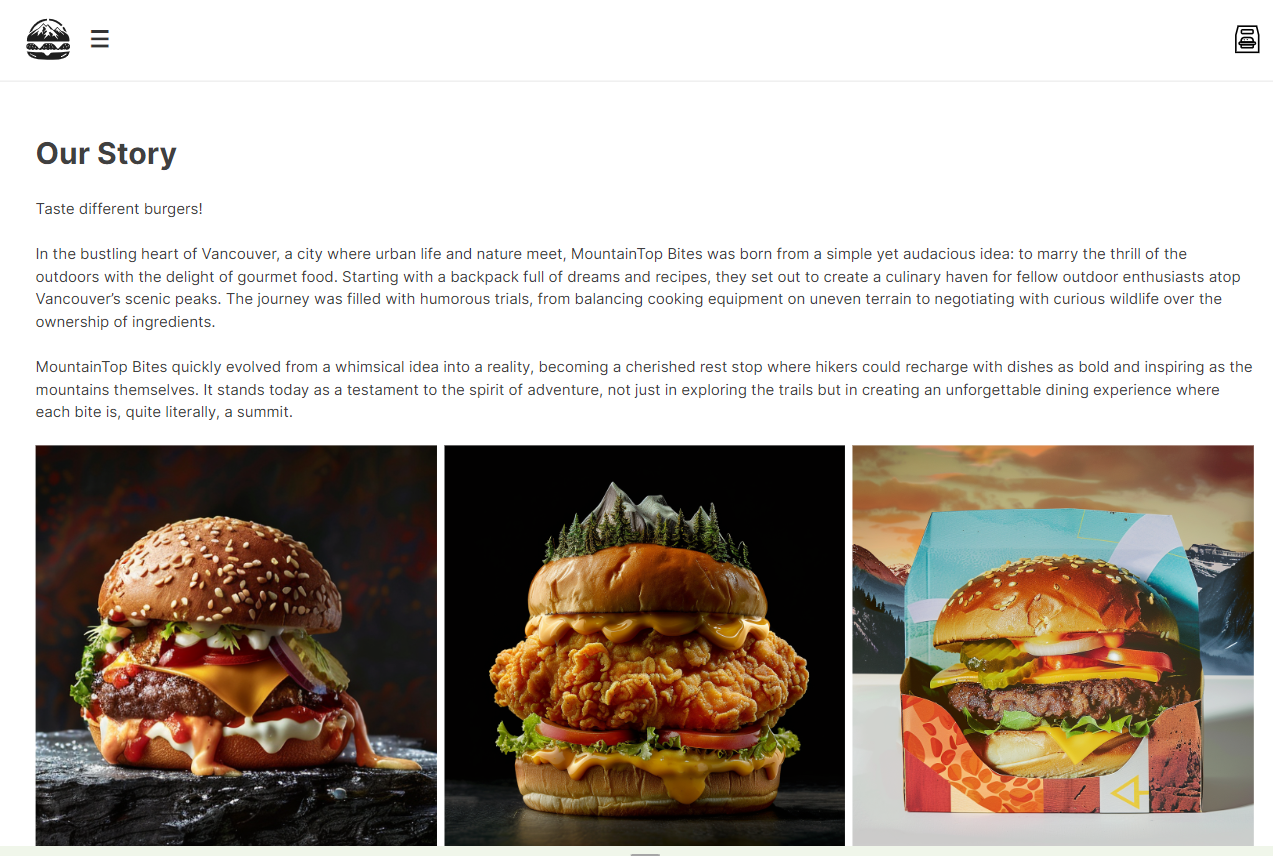 Our Story
Taste different burgers!
In the bustling heart of Vancouver, a city where urban life and nature meet, MountainTop Bites was born from a simple yet audacious idea: to marry the thrill of the
outdoors with the delight of gourmet food. Starting with a backpack full of dreams and recipes, they set out to create a culinary haven for fellow outdoor enthusiasts atop
Vancouver’s scenic peaks. The journey was filled with humorous trials, from balancing cooking equipment on uneven terrain to negotiating with curious wildlife over the
ownership of ingredients.
MountainTop Bites quickly evolved from a whimsical idea into a reality, becoming a cherished rest stop where hikers could recharge with dishes as bold and inspiring as the
mountains themselves. It stands today as a testament to the spirit of adventure, not just in exploring the trails but in creating an unforgettable dining experience where
each bite is, quite literally, a summit.